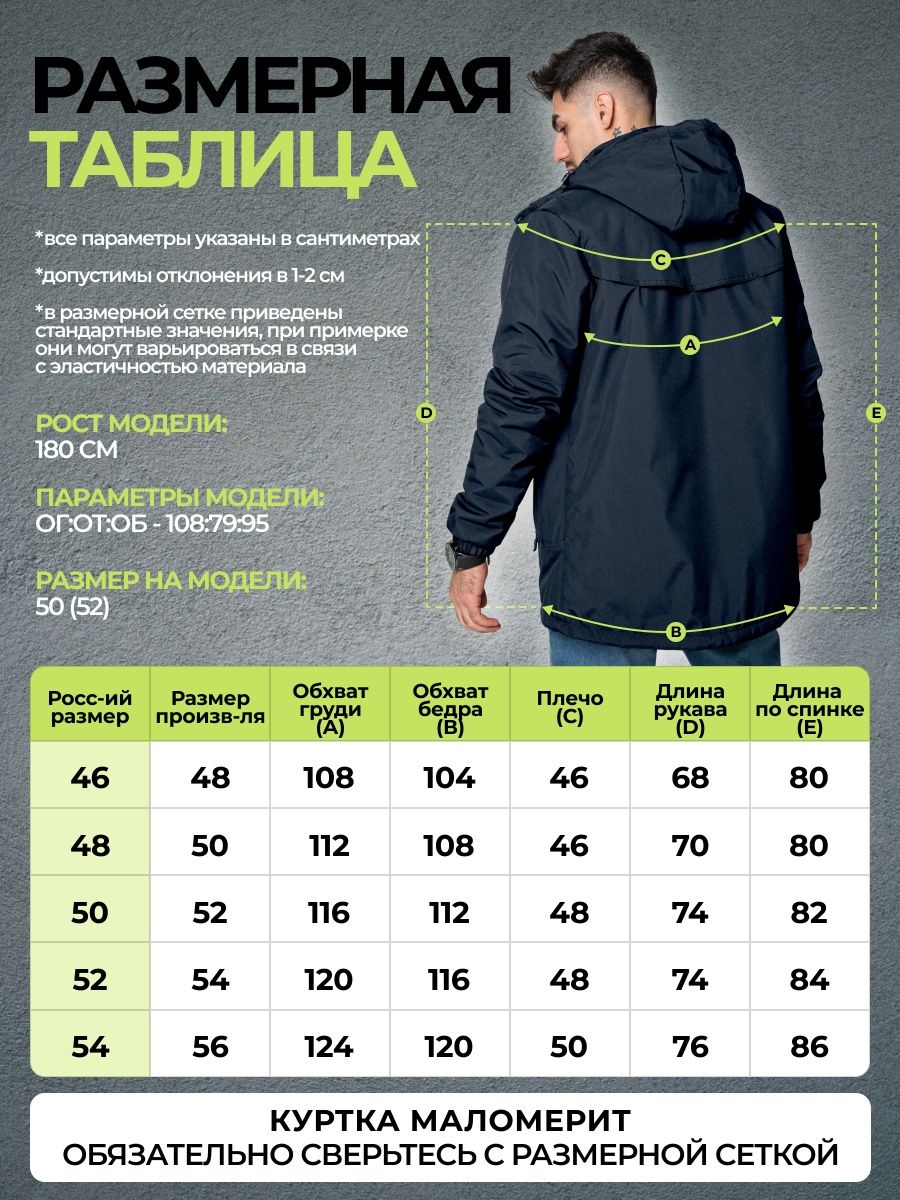 РАЗМЕРНАЯ
ТАБЛИЦА
*все параметры указаны в сантиметрах
*допустимы отклонения в 1-2 см
*в размерной сетке приведены
стандартные значения, при примерке
они могут варьироваться в связи
с эластичностью материала
РОСТ МОДЕЛИ:
180 СМ
ПАРАМЕТРЫ МОДЕЛИ:
ОГ:ОТ:ОБ - 108:79:95
РАЗМЕР НА МОДЕЛИ:
50 (52)
C
A
D
E
B
Росс-ий размер Размер произв-ля Обхват груди (A) Обхват бедра (B) Плечо (C) Длина рукава (D) Длина по спинке (E)
46 48 108 104 46 68 80
48 50 112 108 46 70 80
50 52 116 112 48 74 82
52 54 120 116 48 74 84
54 56 124 120 50 76 86
КУРТКА МАЛОМЕРИТ
ОБЯЗАТЕЛЬНО СВЕРЬТЕСЬ С РАЗМЕРНОЙ СЕТКОЙ